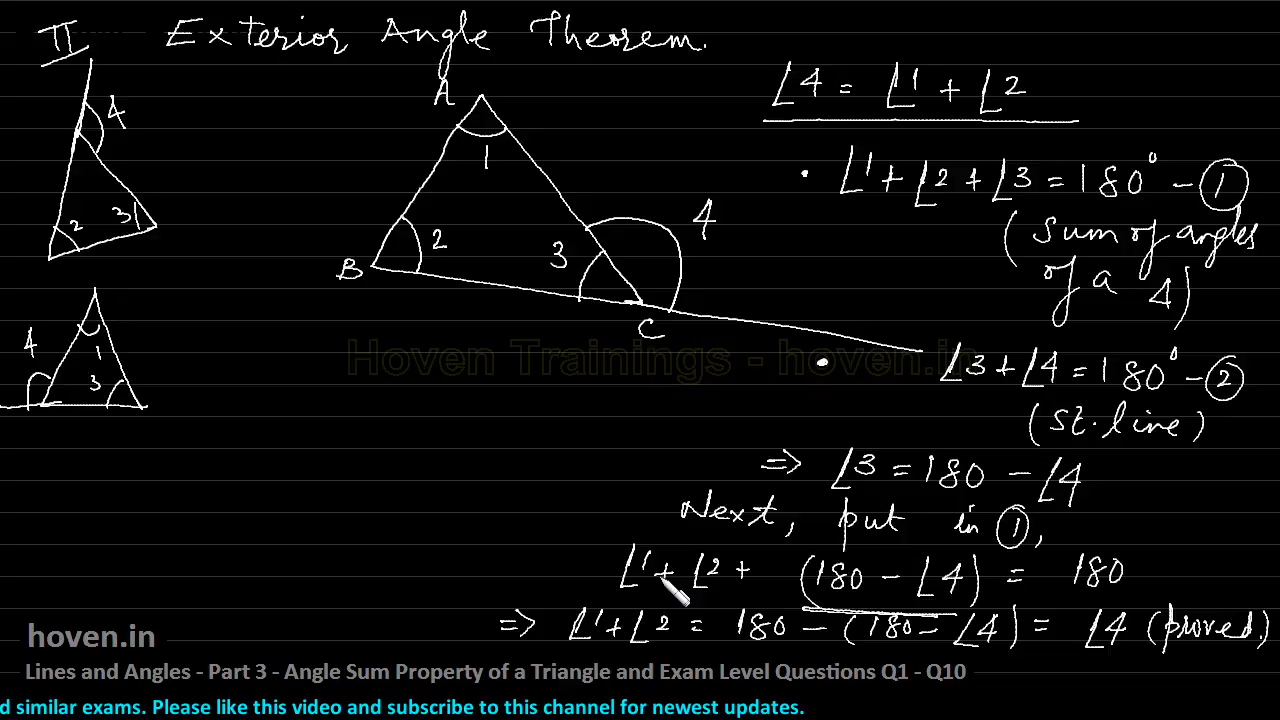 II Exterior Angle Theorem.
∠4 = ∠1 + ∠2
A
1
B
2
3
4
C
4
2
3
4
1
3
∠1 + ∠2 + ∠3 = 180° - ①
(Sum of angles
of a Δ)
Hoven Trainings - hoven.in
∠3 + ∠4 = 180° - ②
(St. line)
=> ∠3 = 180 - ∠4
Next, put in ①,
∠1 + ∠2 + (180 - ∠4) = 180
=> ∠1 + ∠2 = 180 - (180 - ∠4) = ∠4 (proved.)
hoven.in
Lines and Angles - Part 3 - Angle Sum Property of a Triangle and Exam Level Questions Q1 - Q10
d similar exams. Please like this video and subscribe to this channel for newest updates.